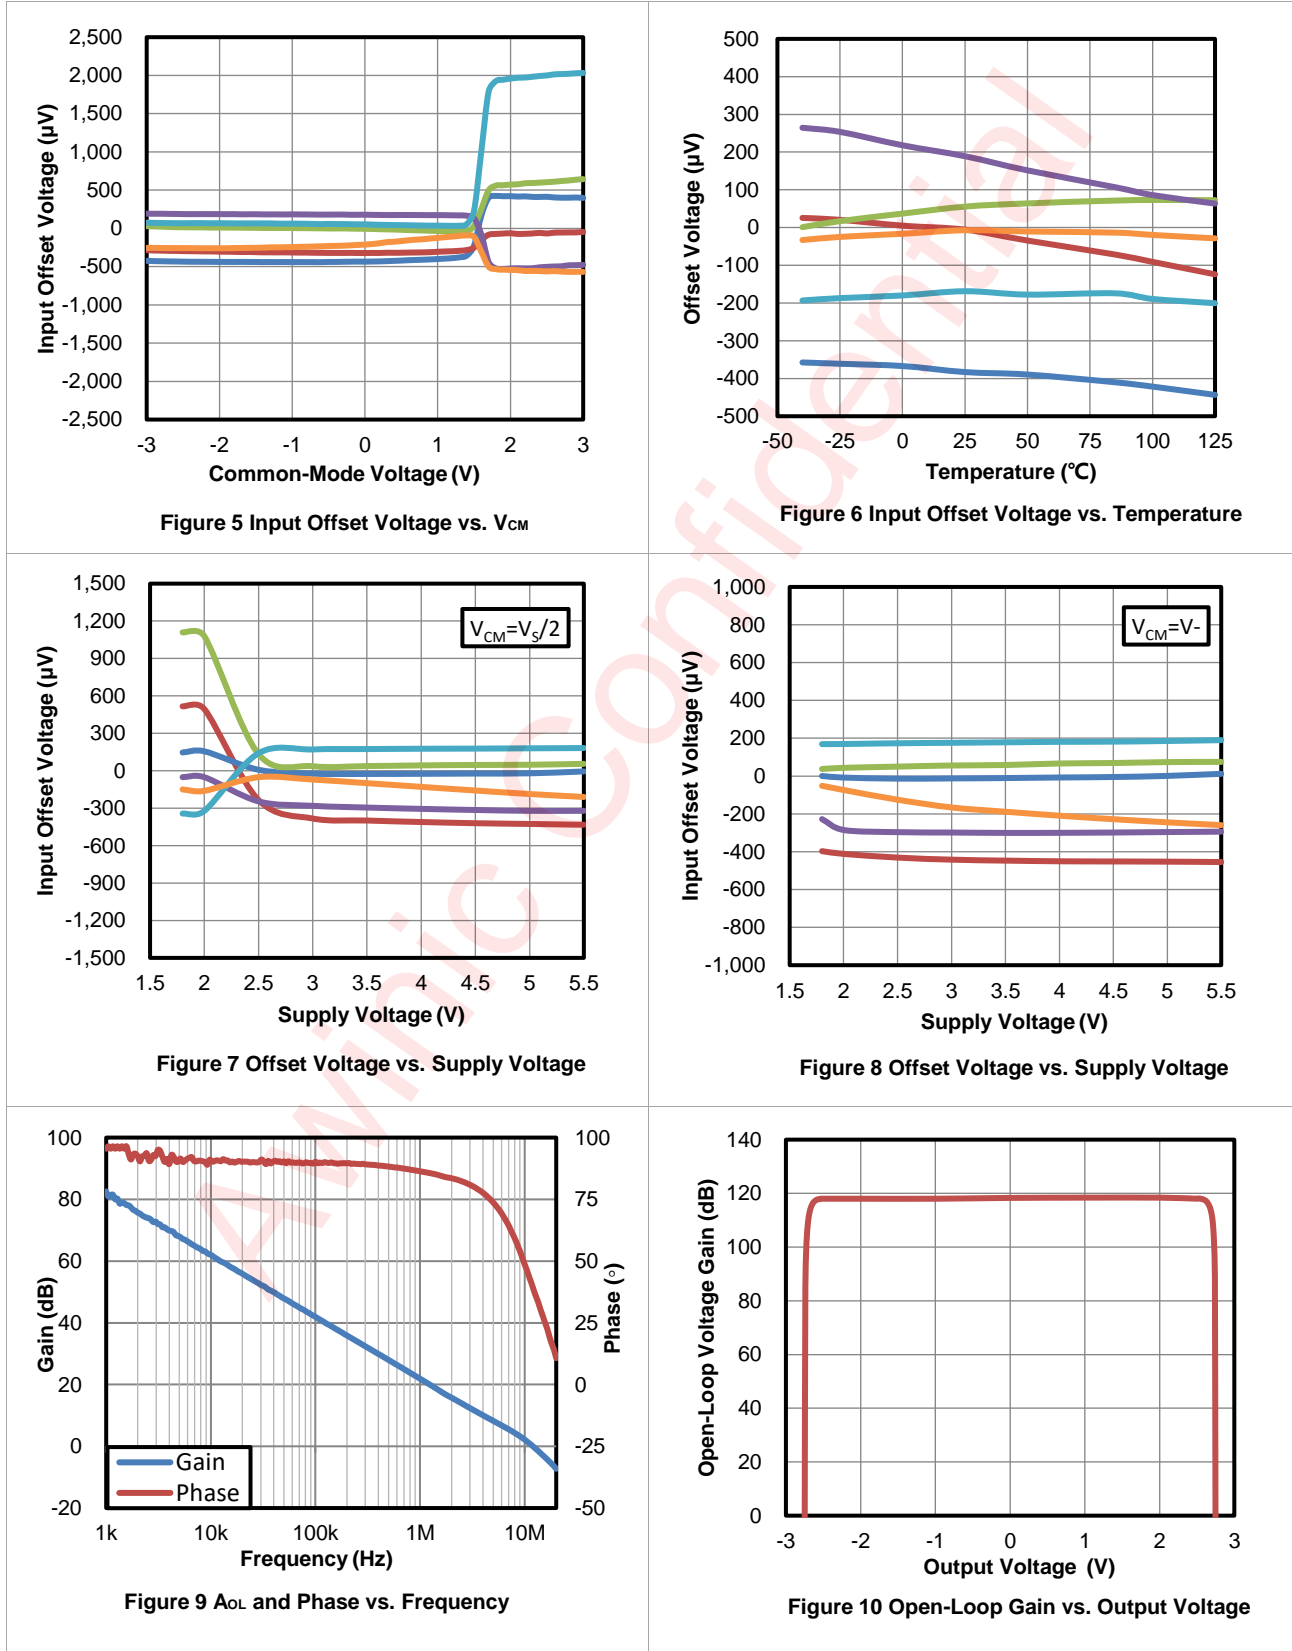 2,500
2,000
1,500
1,000
500
0
-500
-1,000
-1,500
-2,000
-2,500
Input Offset Voltage (µV)
-3 -2 -1 0 1 2 3
Common-Mode Voltage (V)
Figure 5 Input Offset Voltage vs. VCM
500
400
300
200
100
0
-100
-200
-300
-400
-500
Offset Voltage (µV)
-50 -25 0 25 50 75 100 125
Temperature (℃)
Figure 6 Input Offset Voltage vs. Temperature
1,500
1,200
900
600
300
0
-300
-600
-900
-1,200
-1,500
Input Offset Voltage (µV)
VCM=VS/2
1.5 2 2.5 3 3.5 4 4.5 5 5.5
Supply Voltage (V)
Figure 7 Offset Voltage vs. Supply Voltage
1,000
800
600
400
200
0
-200
-400
-600
-800
-1,000
Input Offset Voltage (µV)
VCM=V-
1.5 2 2.5 3 3.5 4 4.5 5 5.5
Supply Voltage (V)
Figure 8 Offset Voltage vs. Supply Voltage
100
80
60
40
20
0
-20
Gain (dB)
100
75
50
25
0
-25
-50
Phase (°)
Gain
Phase
1k 10k 100k 1M 10M
Frequency (Hz)
Figure 9 AOL and Phase vs. Frequency
140
120
100
80
60
40
20
0
Open-Loop Voltage Gain (dB)
-3 -2 -1 0 1 2 3
Output Voltage (V)
Figure 10 Open-Loop Gain vs. Output Voltage
Awinic Confidential